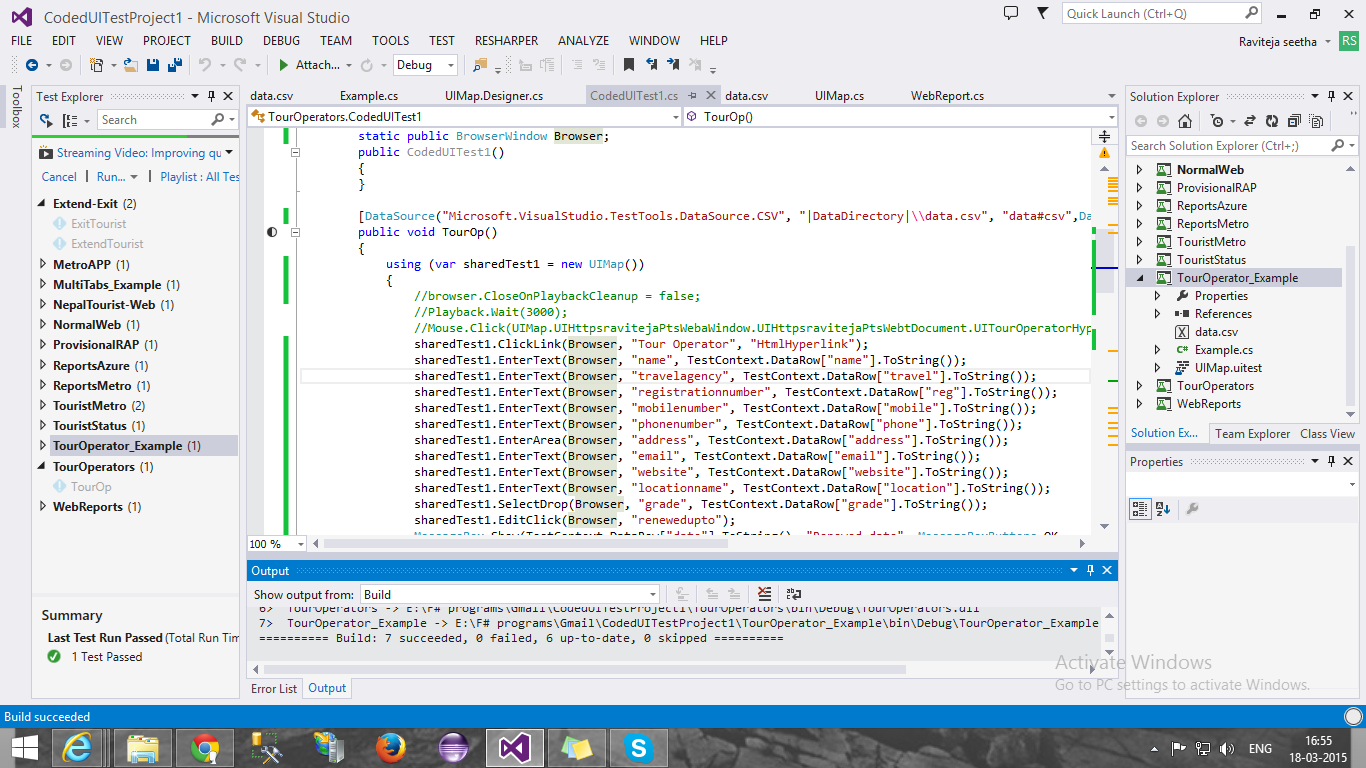 CodedUITestProject1 - Microsoft Visual Studio
Quick Launch (Ctrl+Q)
FILE EDIT VIEW PROJECT BUILD DEBUG TEAM TOOLS TEST RESHARPER ANALYZE WINDOW HELP
Raviteja seetha RS
Attach... Debug
Toolbox
Test Explorer
Search
Streaming Video: Improving qu
Cancel Run... Playlist : All Tes
Extend-Exit (2)
ExitTourist
ExtendTourist
MetroAPP (1)
MultiTabs_Example (1)
NepalTourist-Web (1)
NormalWeb (1)
ProvisionalRAP (1)
ReportsAzure (1)
ReportsMetro (1)
TouristMetro (2)
TouristStatus (1)
TourOperator_Example (1)
TourOperators (1)
TourOp
WebReports (1)
Summary
Last Test Run Passed (Total Run Tim
1 Test Passed
data.csv Example.cs UIMap.Designer.cs CodedUITest1.cs data.csv UIMap.cs WebReport.cs
TourOperators.CodedUITest1 TourOp()
static public BrowserWindow Browser;
public CodedUITest1()
{
}
[DataSource("Microsoft.VisualStudio.TestTools.DataSource.CSV", "|DataDirectory|\\data.csv", "data#csv",Da
public void TourOp()
{
using (var sharedTest1 = new UIMap())
{
//browser.CloseOnPlaybackCleanup = false;
//Playback.Wait(3000);
//Mouse.Click(UIMap.UIHttpsravitejaPtsWebaWindow.UIHttpsravitejaPtsWebtDocument.UITourOperatorHyp
sharedTest1.ClickLink(Browser, "Tour Operator", "HtmlHyperlink");
sharedTest1.EnterText(Browser, "name", TestContext.DataRow["name"].ToString());
sharedTest1.EnterText(Browser, "travelagency", TestContext.DataRow["travel"].ToString());
sharedTest1.EnterText(Browser, "registrationnumber", TestContext.DataRow["reg"].ToString());
sharedTest1.EnterText(Browser, "mobilenumber", TestContext.DataRow["mobile"].ToString());
sharedTest1.EnterText(Browser, "phonenumber", TestContext.DataRow["phone"].ToString());
sharedTest1.EnterArea(Browser, "address", TestContext.DataRow["address"].ToString());
sharedTest1.EnterText(Browser, "email", TestContext.DataRow["email"].ToString());
sharedTest1.EnterText(Browser, "website", TestContext.DataRow["website"].ToString());
sharedTest1.EnterText(Browser, "locationname", TestContext.DataRow["location"].ToString());
sharedTest1.SelectDrop(Browser, "grade", TestContext.DataRow["grade"].ToString());
sharedTest1.EditClick(Browser, "renewedupto");
100 %
Output
Show output from: Build
6> TourOperators -> E:\F# programs\Gmail\CodedUITestProject1\TourOperators\bin\Debug\TourOperators.dll
7> TourOperator_Example -> E:\F# programs\Gmail\CodedUITestProject1\TourOperator_Example\bin\Debug\TourOperator_Example
========== Build: 7 succeeded, 0 failed, 6 up-to-date, 0 skipped ==========
Error List Output
Solution Explorer
Search Solution Explorer (Ctrl+;)
NormalWeb
ProvisionalRAP
ReportsAzure
ReportsMetro
TouristMetro
TouristStatus
TourOperator_Example
Properties
References
data.csv
C# Example.cs
UIMap.uitest
TourOperators
WebReports
Solution Ex... Team Explorer Class View
Properties
Activate Windows
Go to PC settings to activate Windows.
Build succeeded
ENG
16:55
18-03-2015